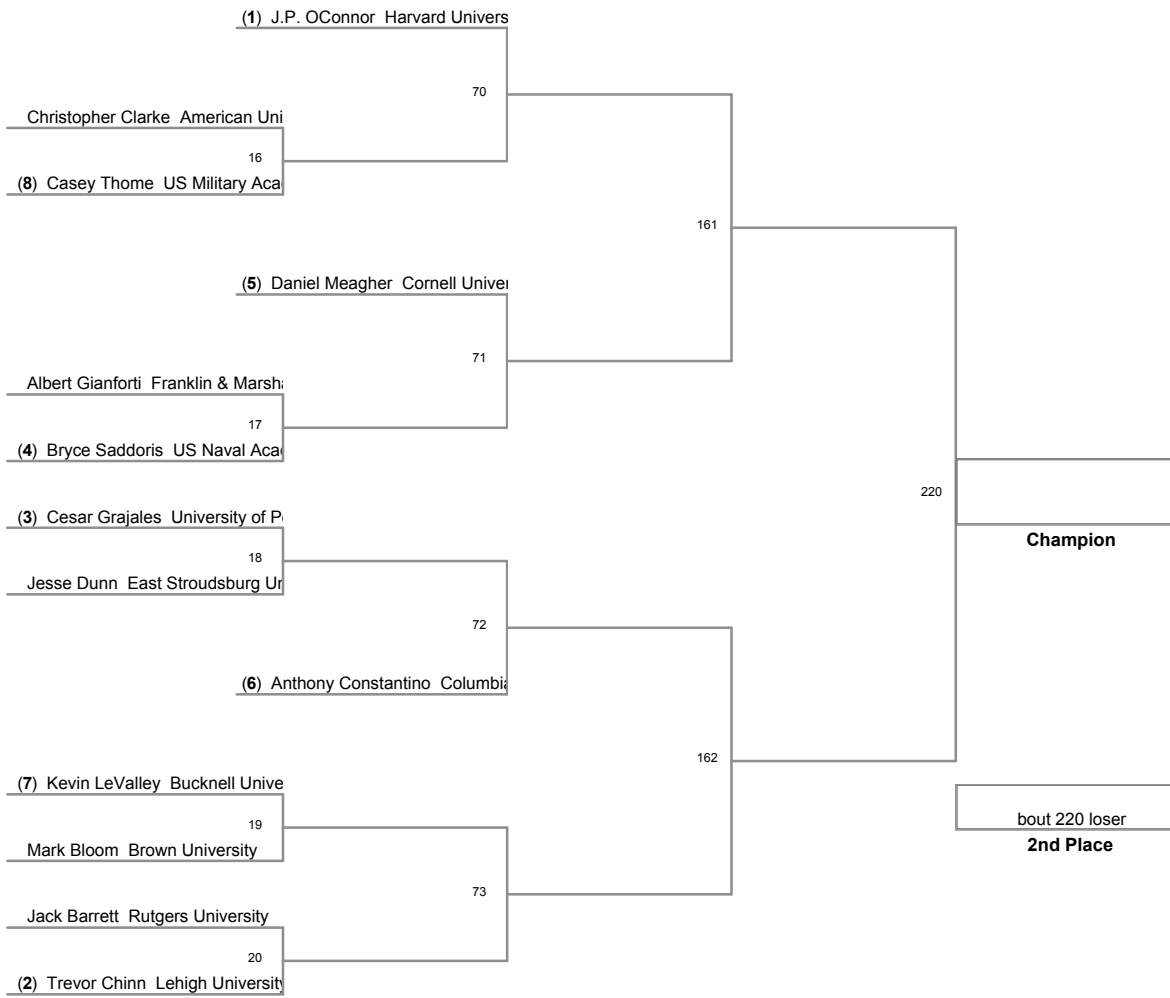 (1) J.P. OConnor Harvard Univers
70
Christopher Clarke American Uni
16
(8) Casey Thome US Military Aca
161
(5) Daniel Meagher Cornell Univer
71
Albert Gianforti Franklin & Marsha
17
(4) Bryce Saddoris US Naval Aca
220
(3) Cesar Grajales University of P
Champion
18
Jesse Dunn East Stroudsburg Un
72
(6) Anthony Constantino Columbia
162
(7) Kevin LeValley Bucknell Unive
bout 220 loser
19
2nd Place
Mark Bloom Brown University
73
Jack Barrett Rutgers University
20
(2) Trevor Chinn Lehigh University